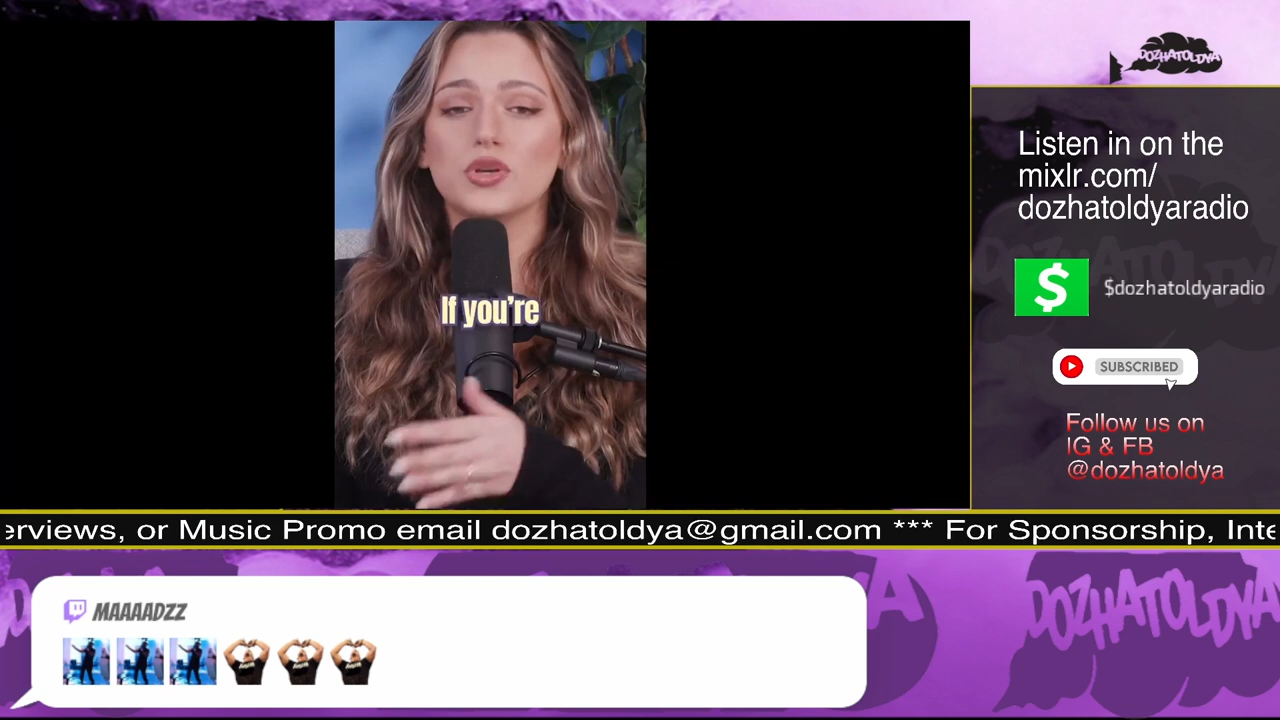 DOZHATOLDYA
Listen in on the
mixlr.com/
dozhatoldyaradio
$dozhatoldyaradio
SUBSCRIBED
Follow us on
IG & FB
@dozhatoldya
If you're
erviews, or Music Promo email dozhatoldya@gmail.com *** For Sponsorship, Inte
MAAAADZZ
DOZHATOLDYA